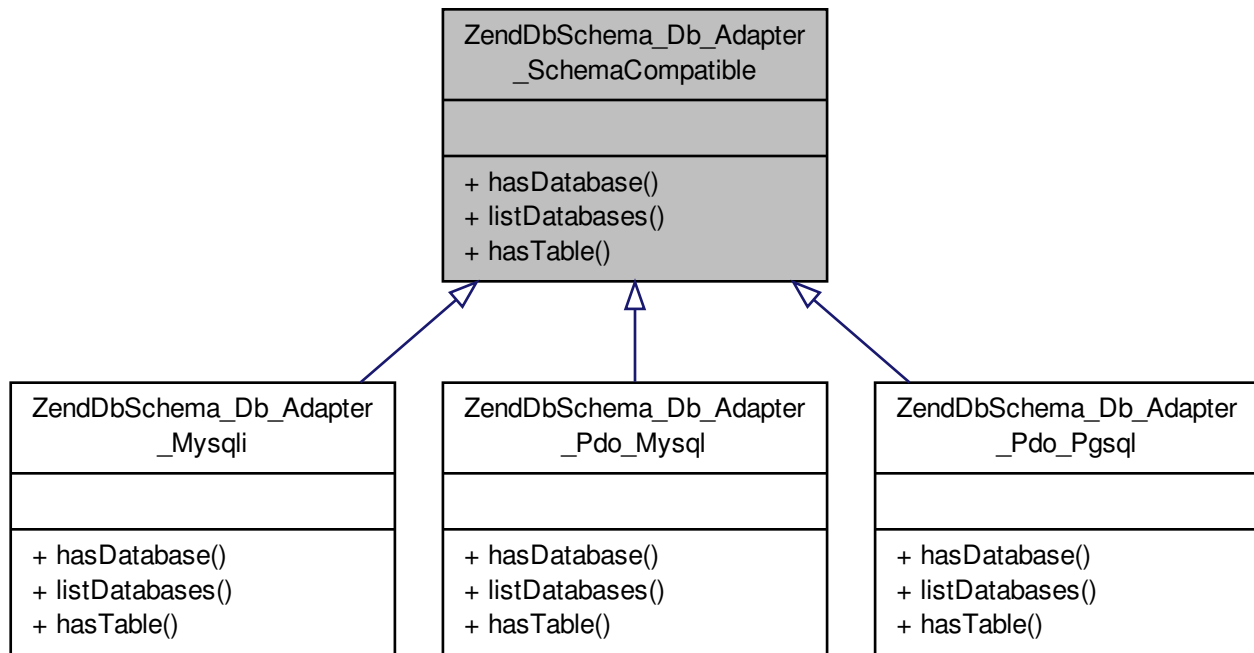 ZendDbSchema_Db_Adapter
_SchemaCompatible
+ hasDatabase()
+ listDatabases()
+ hasTable()
ZendDbSchema_Db_Adapter
_Mysqli
+ hasDatabase()
+ listDatabases()
+ hasTable()
ZendDbSchema_Db_Adapter
_Pdo_Mysql
+ hasDatabase()
+ listDatabases()
+ hasTable()
ZendDbSchema_Db_Adapter
_Pdo_Pgsql
+ hasDatabase()
+ listDatabases()
+ hasTable()